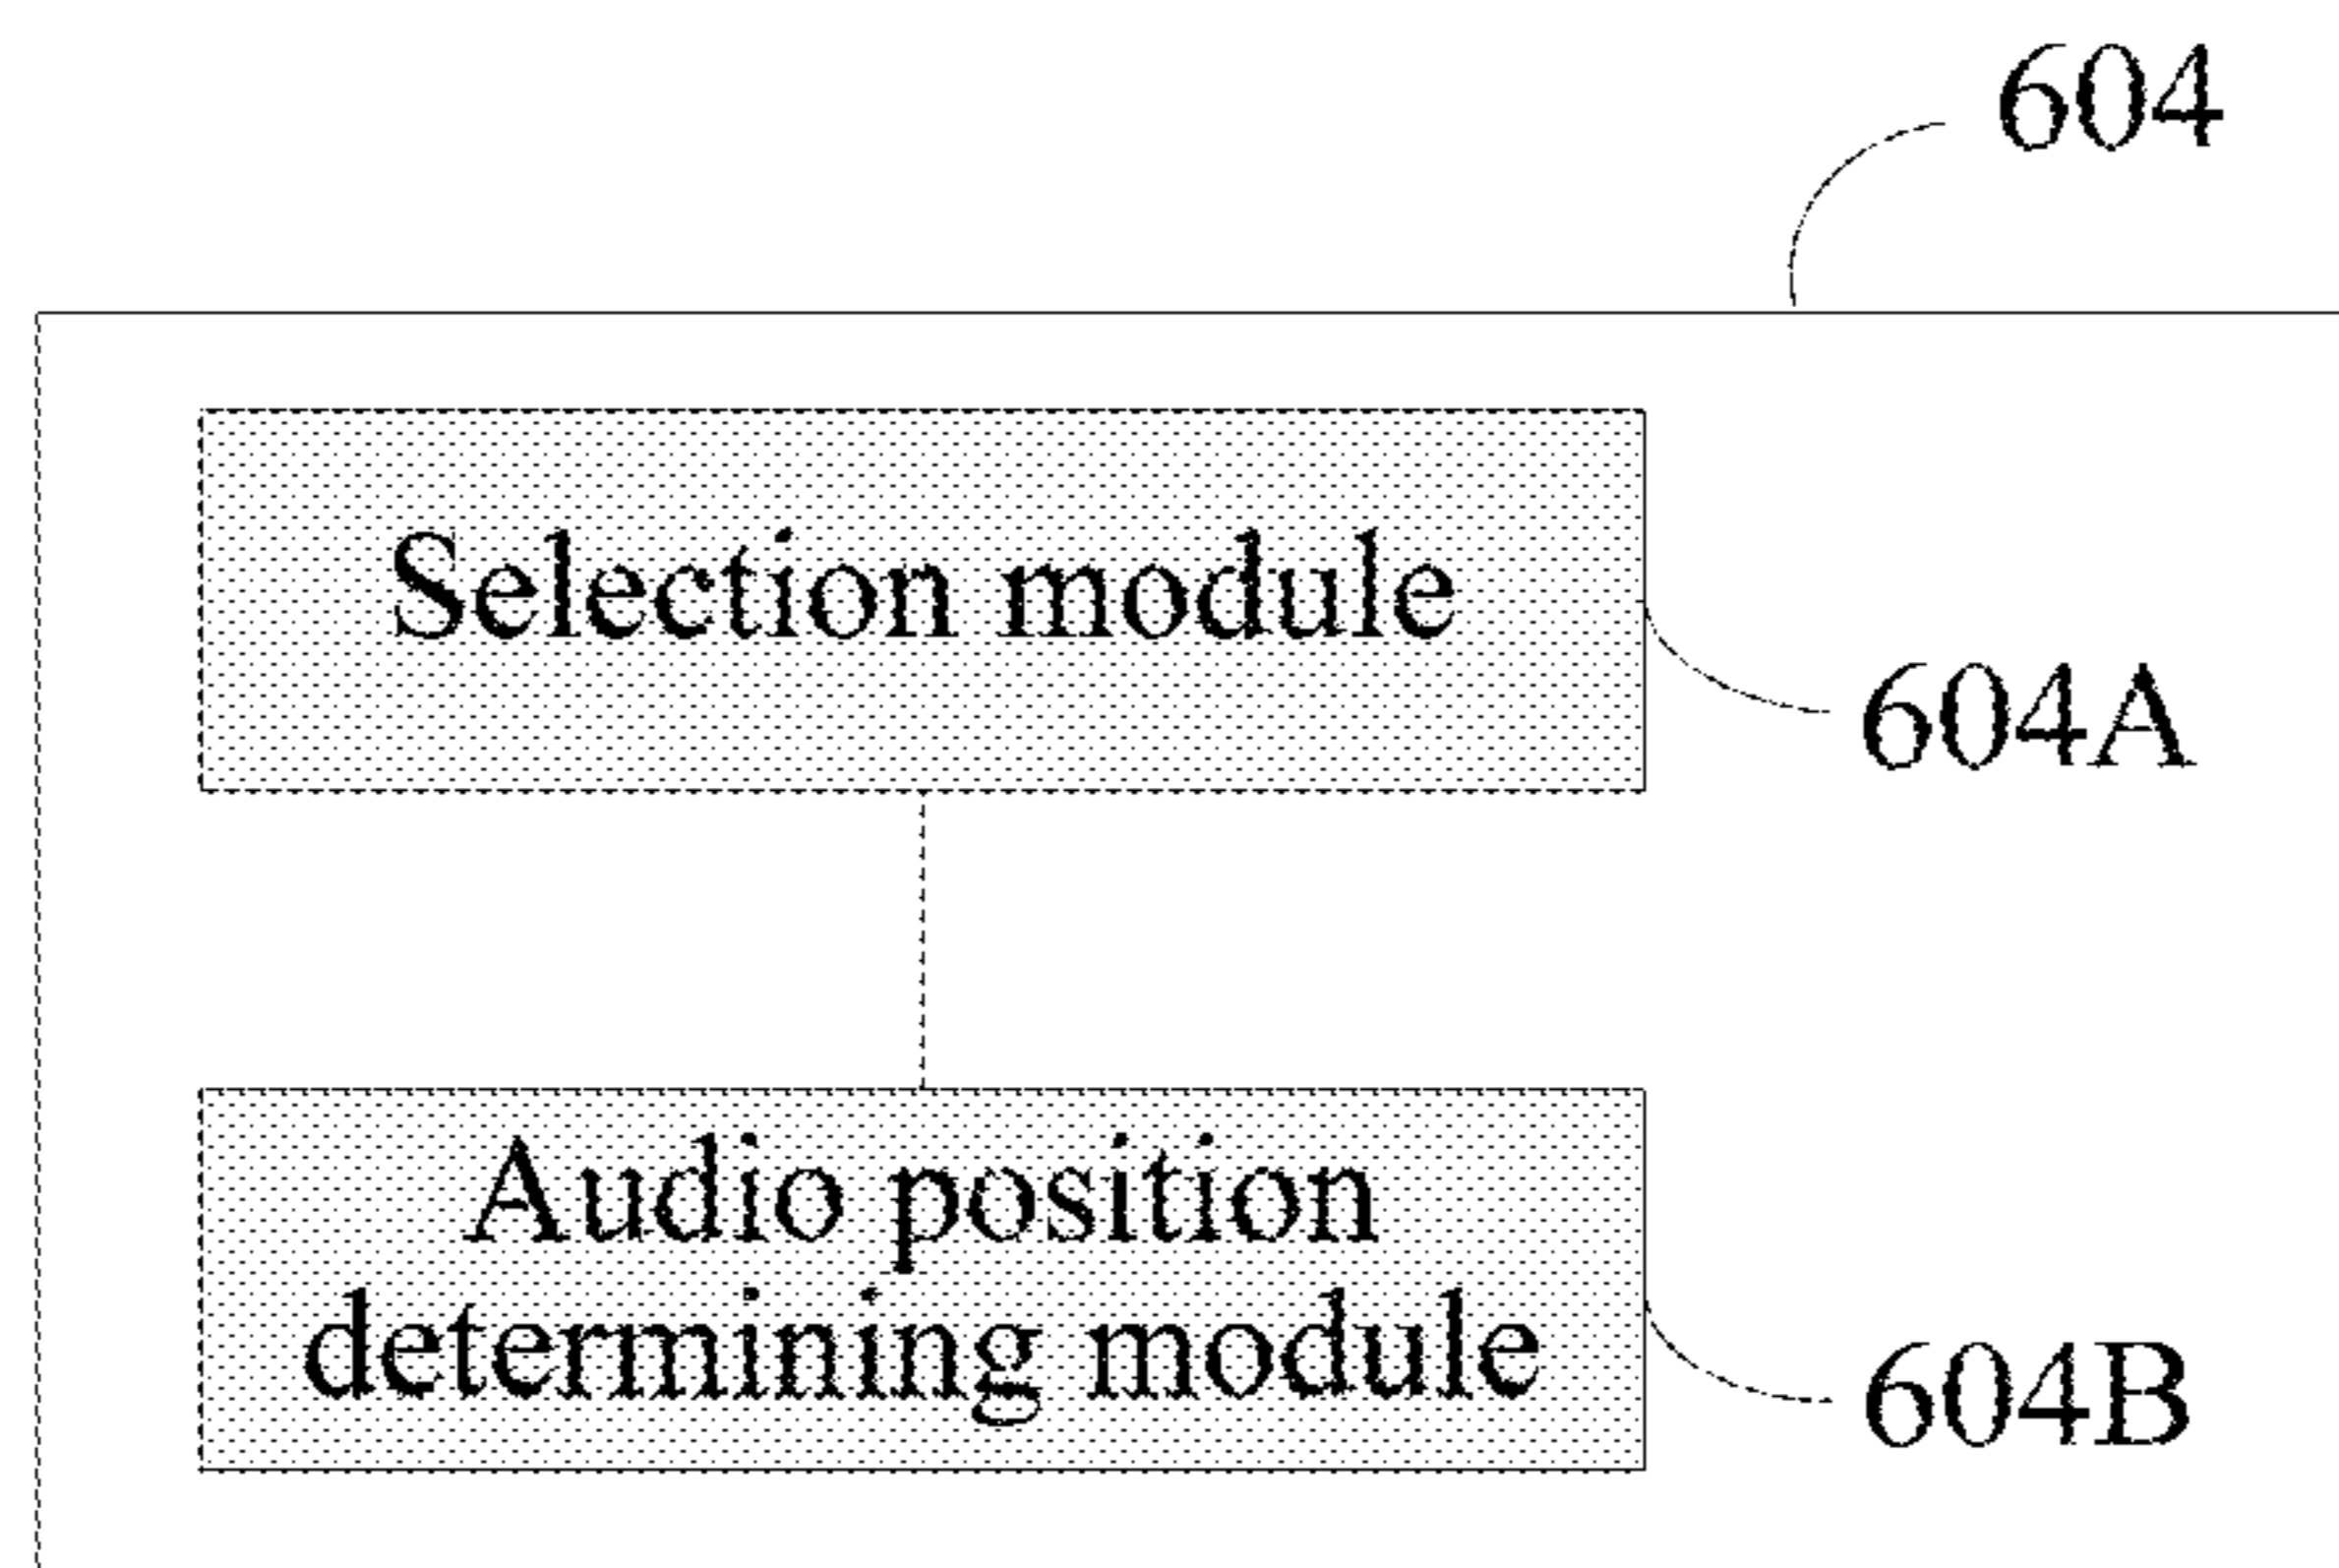 604
Selection module
604A
Audio position
determining module
604B